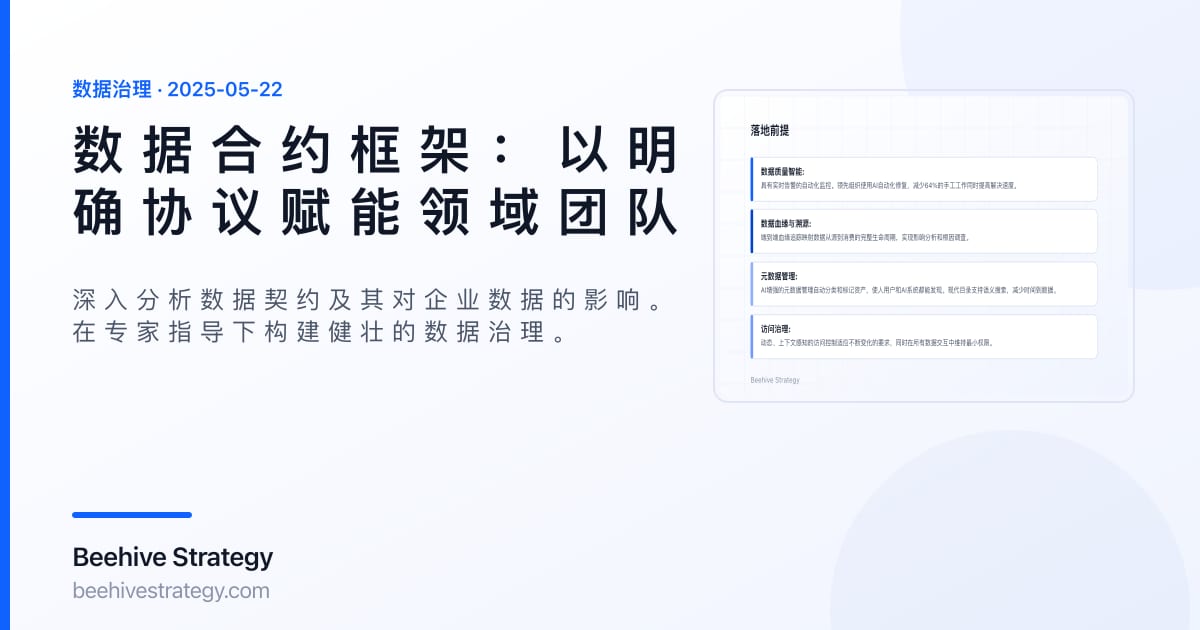 数据治理 · 2025-05-22
数据合约框架：以明
确协议赋能领域团队
深入分析数据契约及其对企业数据的影响。
在专家指导下构建健壮的数据治理。
Beehive Strategy
beehivestrategy.com
落地前提
数据质量智能:
具有实时告警的自动化监控。领先组织使用AI自动化修复，减少64%的手工工作同时提高解决速度。
数据血缘与溯源:
端到端血缘追踪映射数据从源到消费的完整生命周期，实现影响分析和根因调查。
元数据管理:
AI增强的元数据管理自动分类和标记资产，使人用户和AI系统都能发现。现代目录支持语义搜索，减少时间到数据。
访问治理:
动态、上下文感知的访问控制适应不断变化的要求，同时在所有数据交互中维持最小权限。
Beehive Strategy